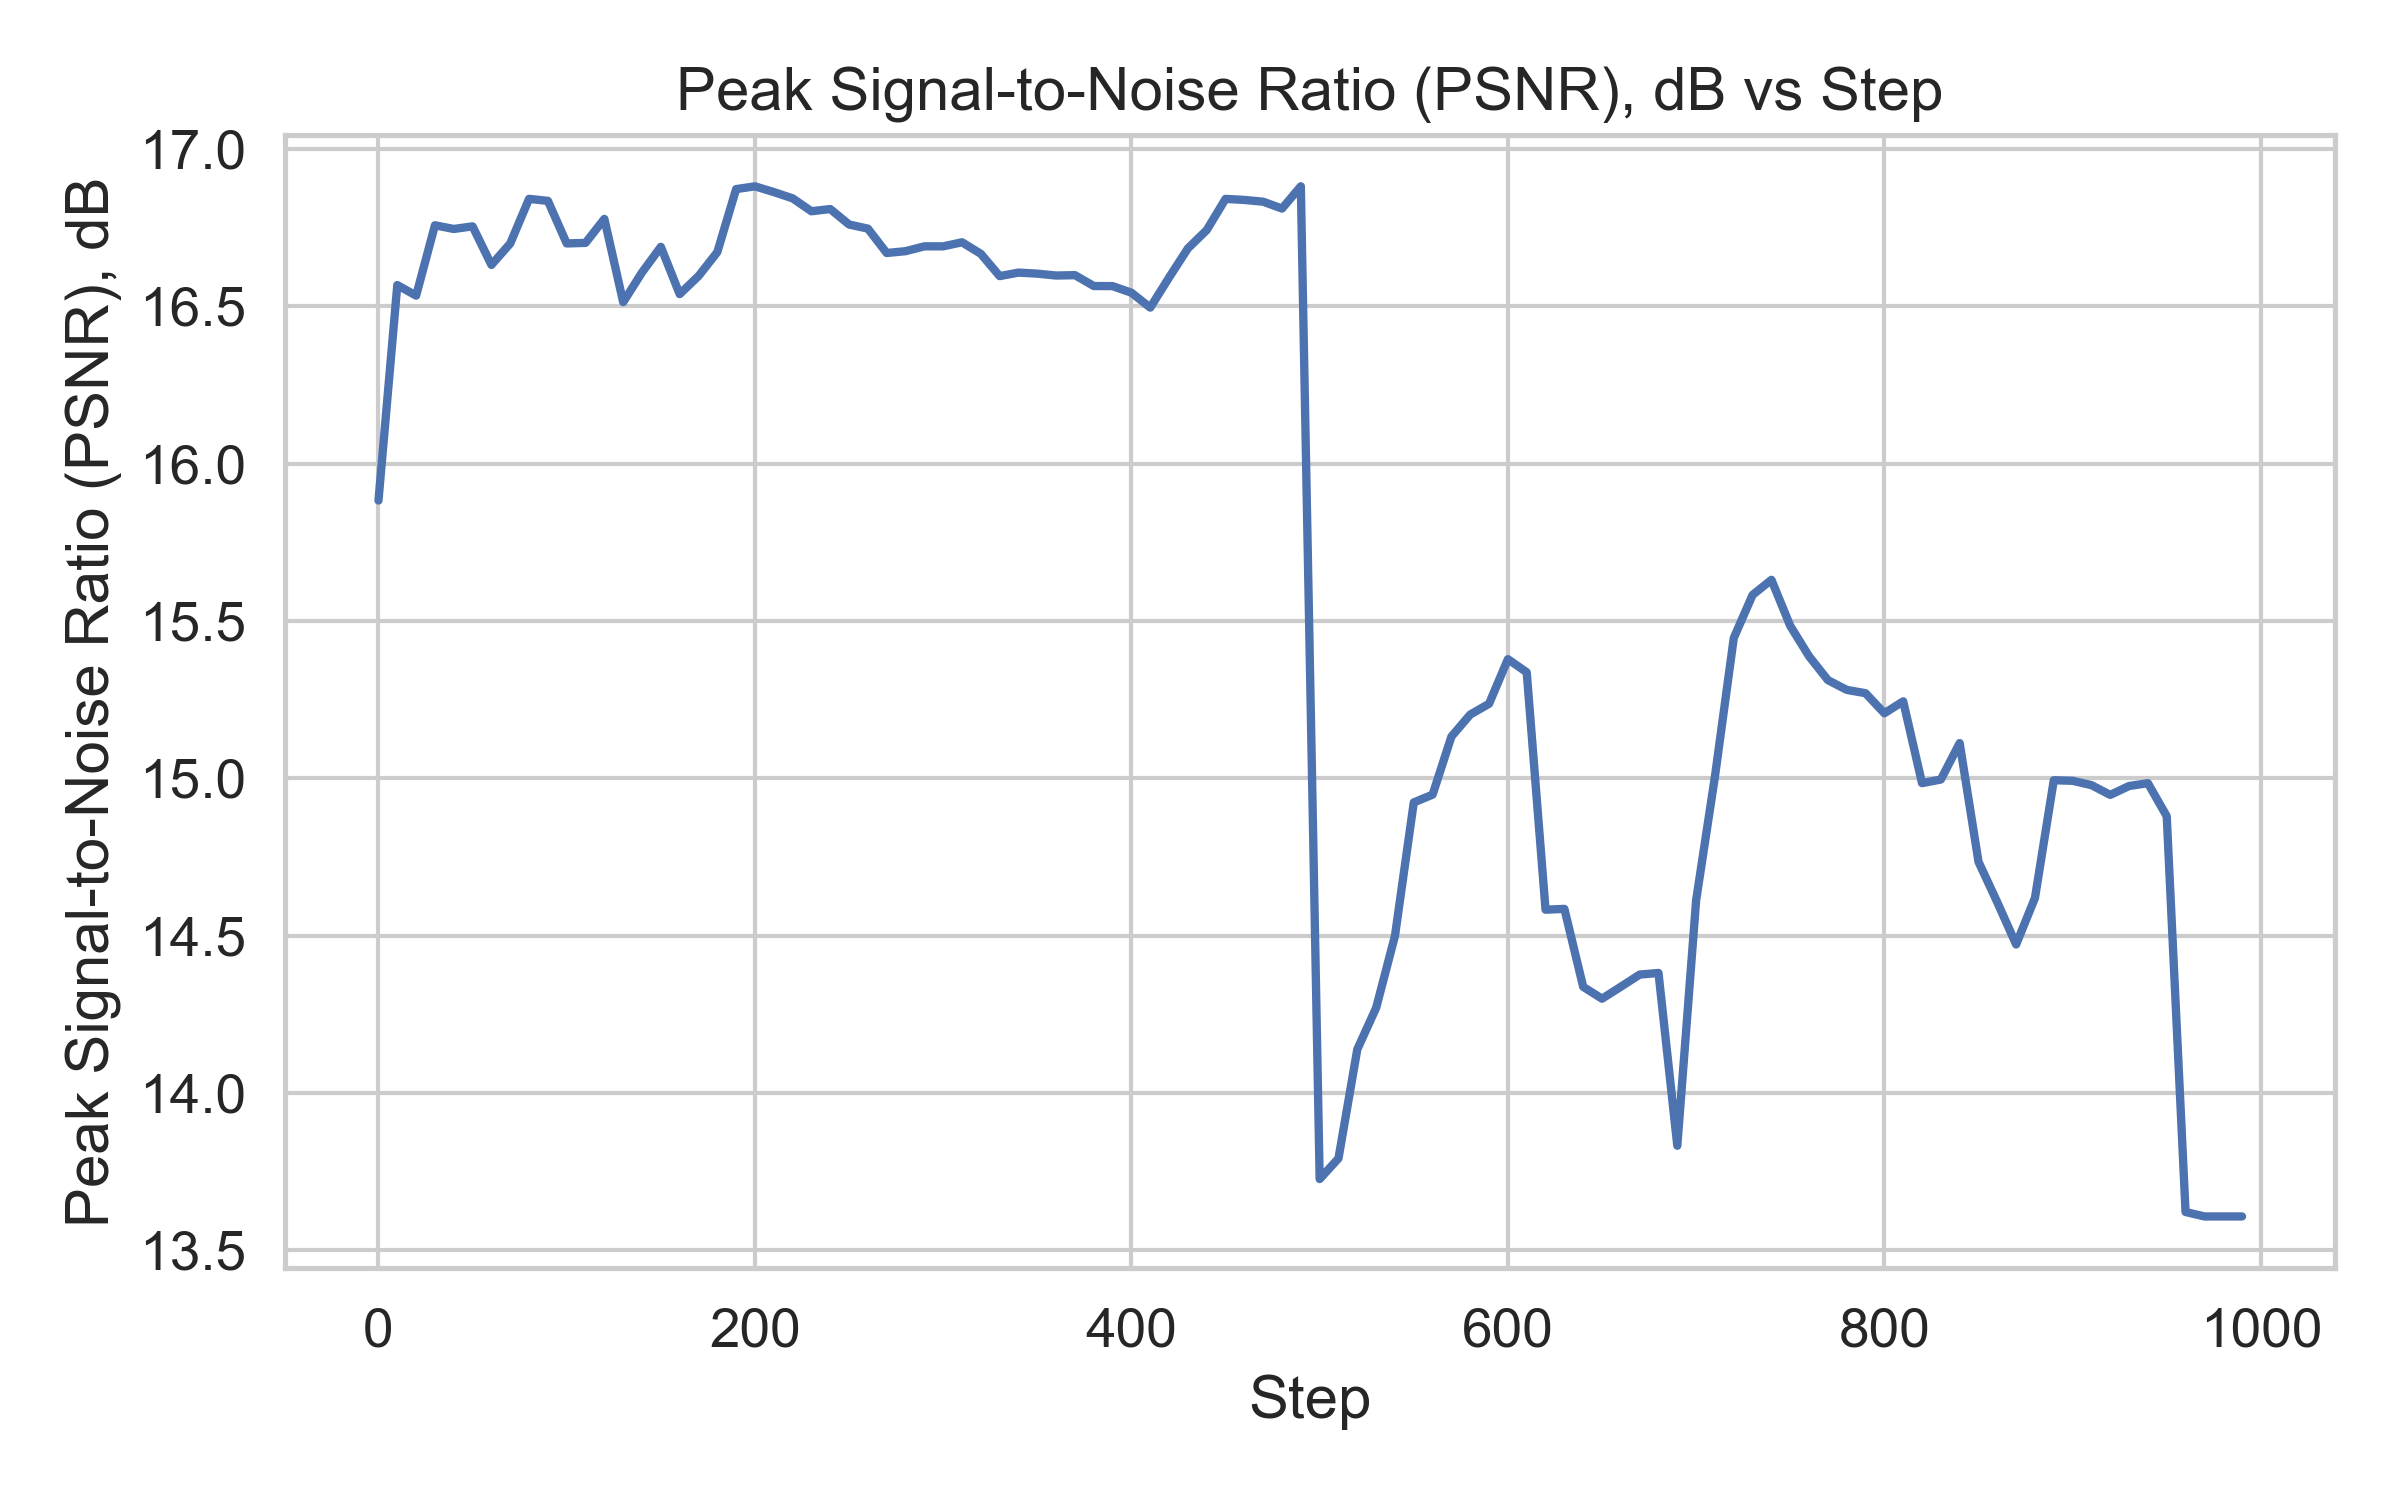 Peak Signal-to-Noise Ratio (PSNR), dB vs Step
Peak Signal-to-Noise Ratio (PSNR), dB
17.0
16.5
16.0
15.5
15.0
14.5
14.0
13.5
0 200 400 600 800 1000
Step